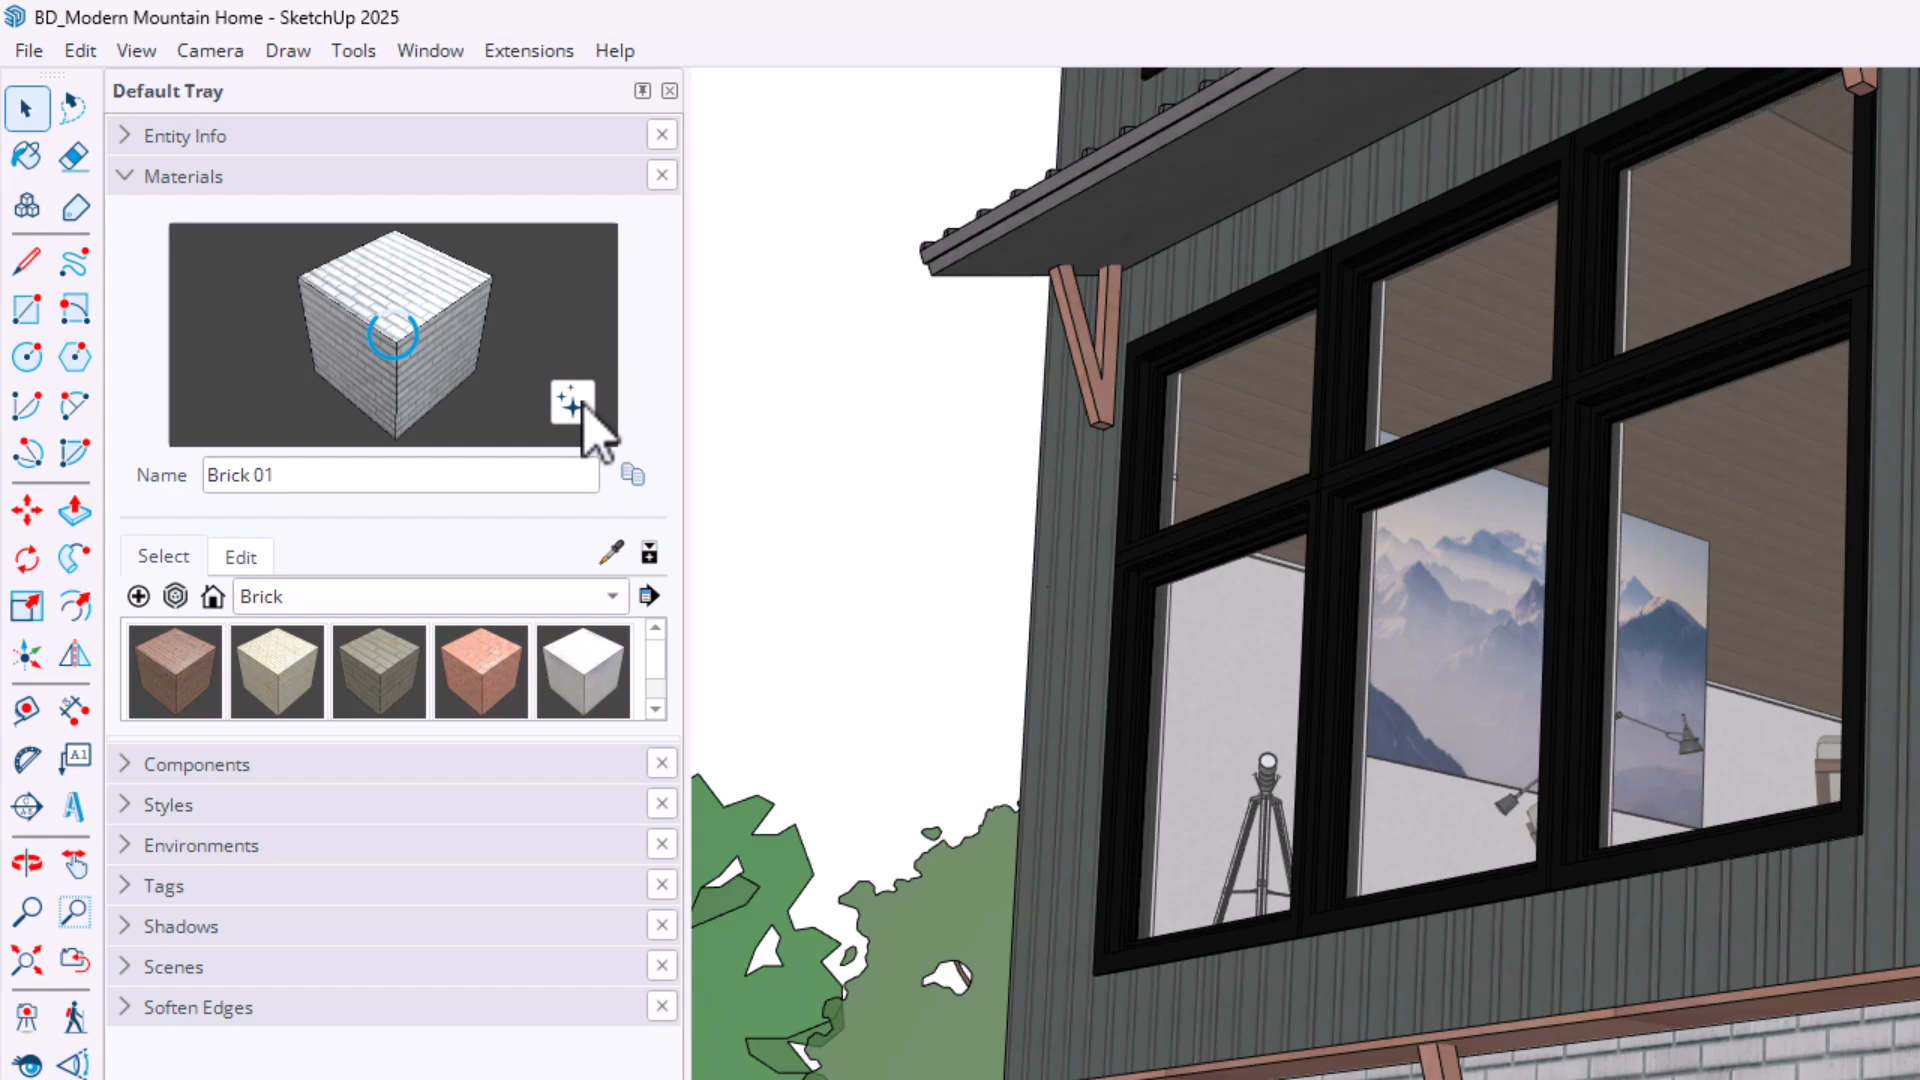 BD_Modern Mountain Home - SketchUp 2025
File Edit View Camera Draw Tools Window Extensions Help
Default Tray
Entity Info
Materials
Name Brick 01
Select Edit
Brick
Components
Styles
Environments
Tags
Shadows
Scenes
Soften Edges
A1